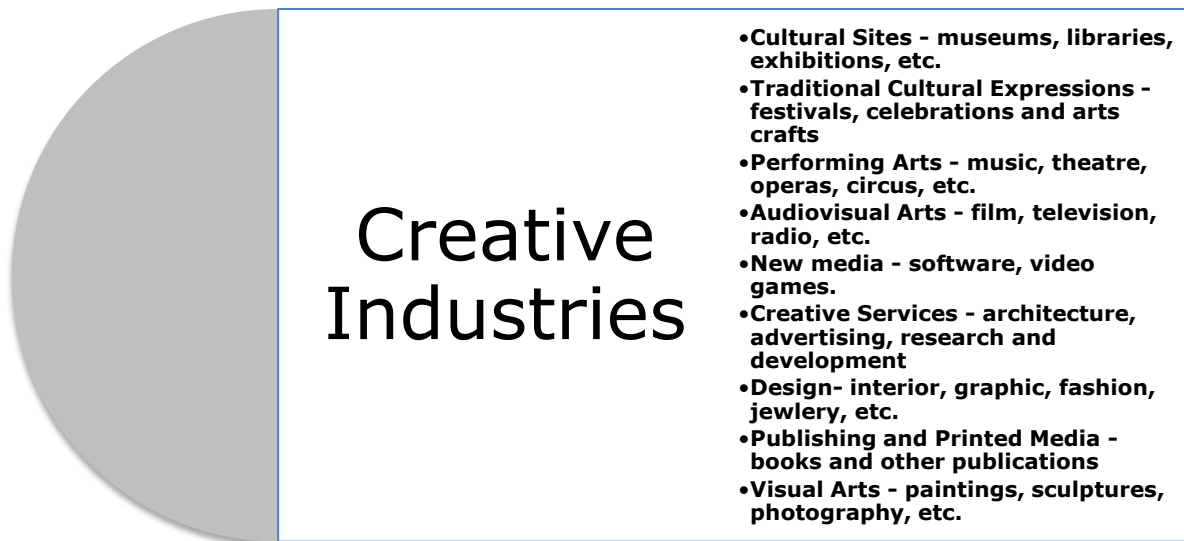 Creative
Industries
•Cultural Sites - museums, libraries,
exhibitions, etc.
•Traditional Cultural Expressions -
festivals, celebrations and arts
crafts
•Performing Arts - music, theatre,
operas, circus, etc.
•Audiovisual Arts - film, television,
radio, etc.
•New media - software, video
games.
•Creative Services - architecture,
advertising, research and
development
•Design- interior, graphic, fashion,
jewlery, etc.
•Publishing and Printed Media -
books and other publications
•Visual Arts - paintings, sculptures,
photography, etc.